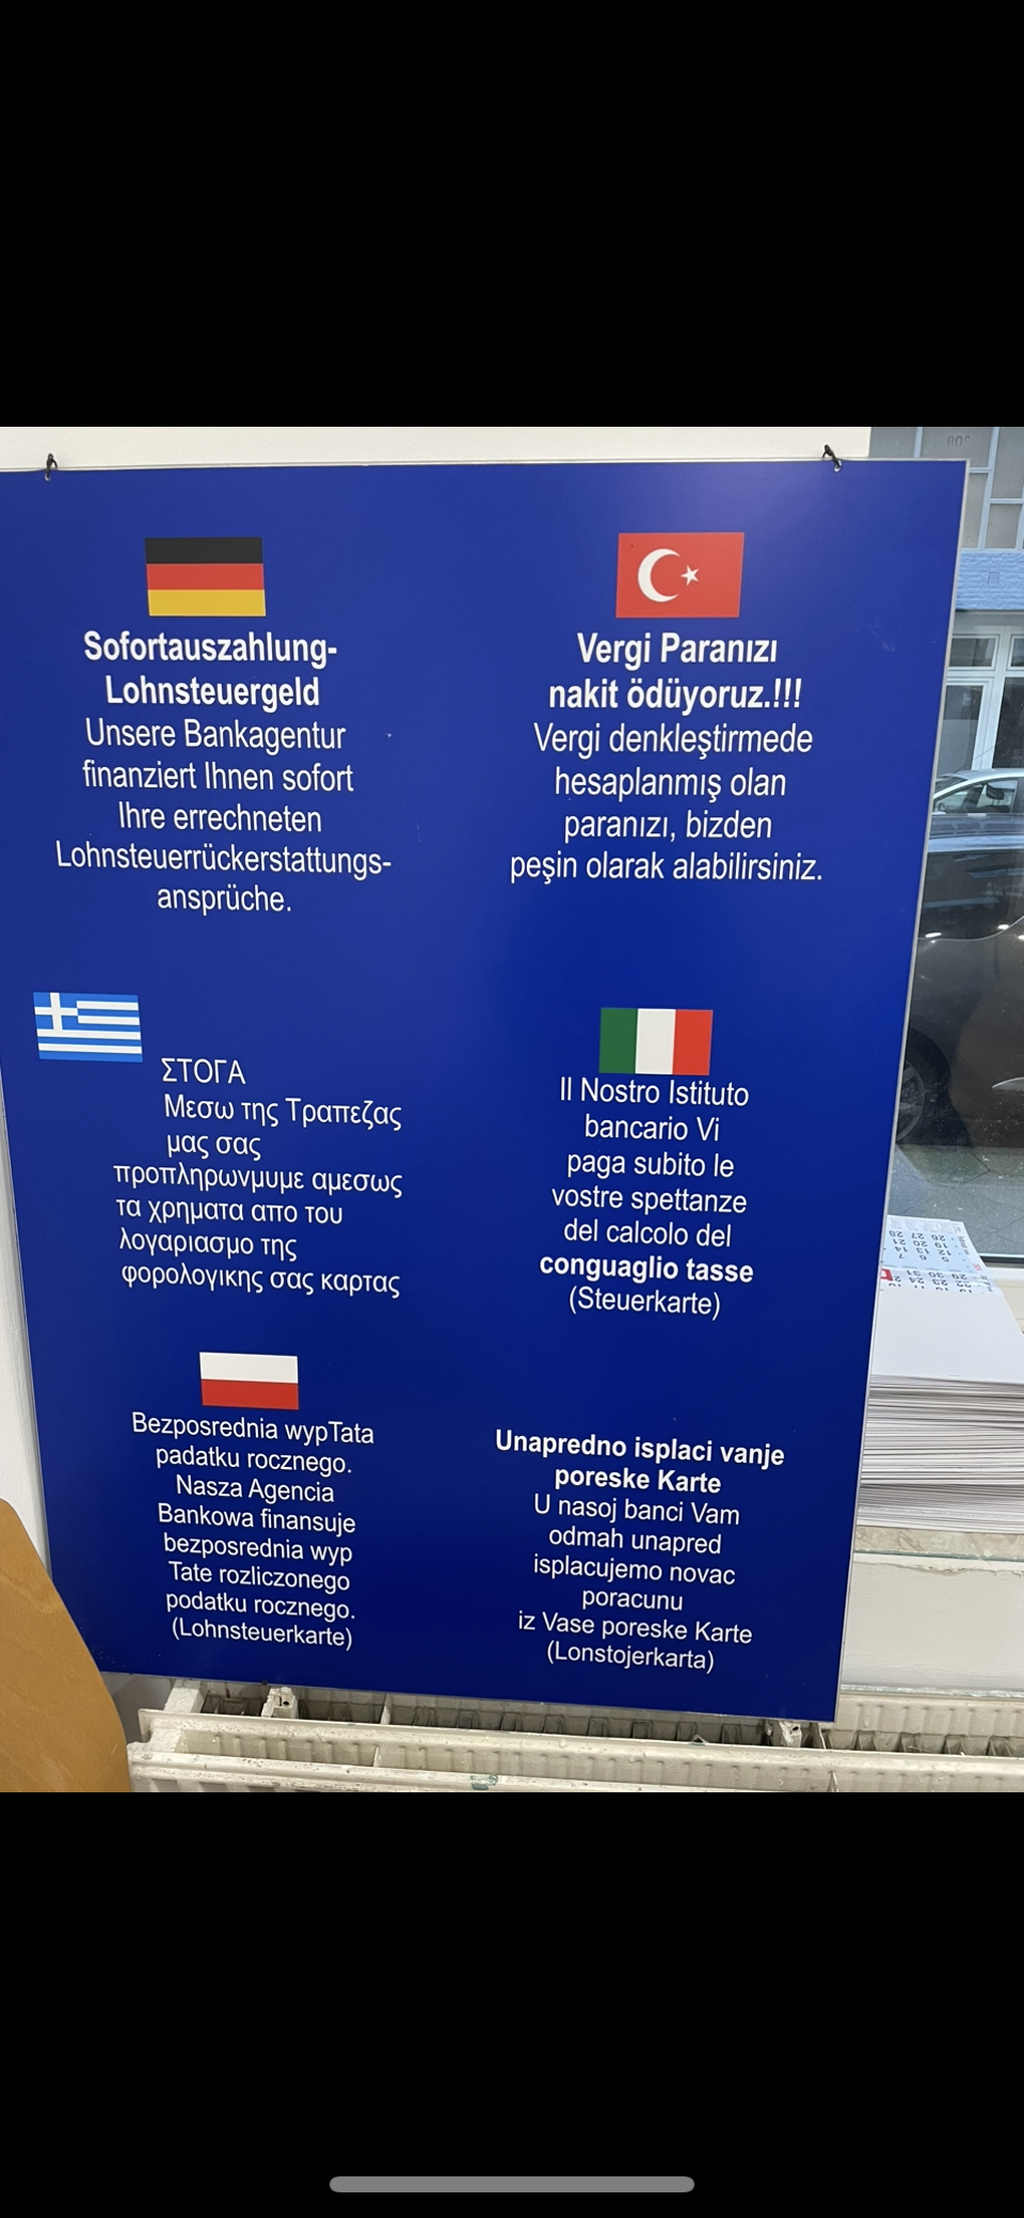 Sofortauszahlung-
Lohnsteuergeld
Unsere Bankagentur
finanziert Ihnen sofort
Ihre errechneten
Lohnsteuerrückerstattungs-
ansprüche.
Vergi Paranızı
nakit ödüyoruz.!!!
Vergi denkleştirmede
hesaplanmış olan
paranızı, bizden
peşin olarak alabilirsiniz.
ΣΤΟΓΑ
Μεσω της Τραπεζας
μας σας
προπληρωνμυμε αμεσως
τα χρηματα απο του
λογαριασμο της
φορολογικης σας καρτας
Il Nostro Istituto
bancario Vi
paga subito le
vostre spettanze
del calcolo del
conguaglio tasse
(Steuerkarte)
Bezposrednia wypTata
padatku rocznego.
Nasza Agencia
Bankowa finansuje
bezposrednia wyp
Tate rozliczonego
podatku rocznego.
(Lohnsteuerkarte)
Unapredno isplaci vanje
poreske Karte
U nasoj banci Vam
odmah unapred
isplacujemo novac
poracunu
iz Vase poreske Karte
(Lonstojerkarta)